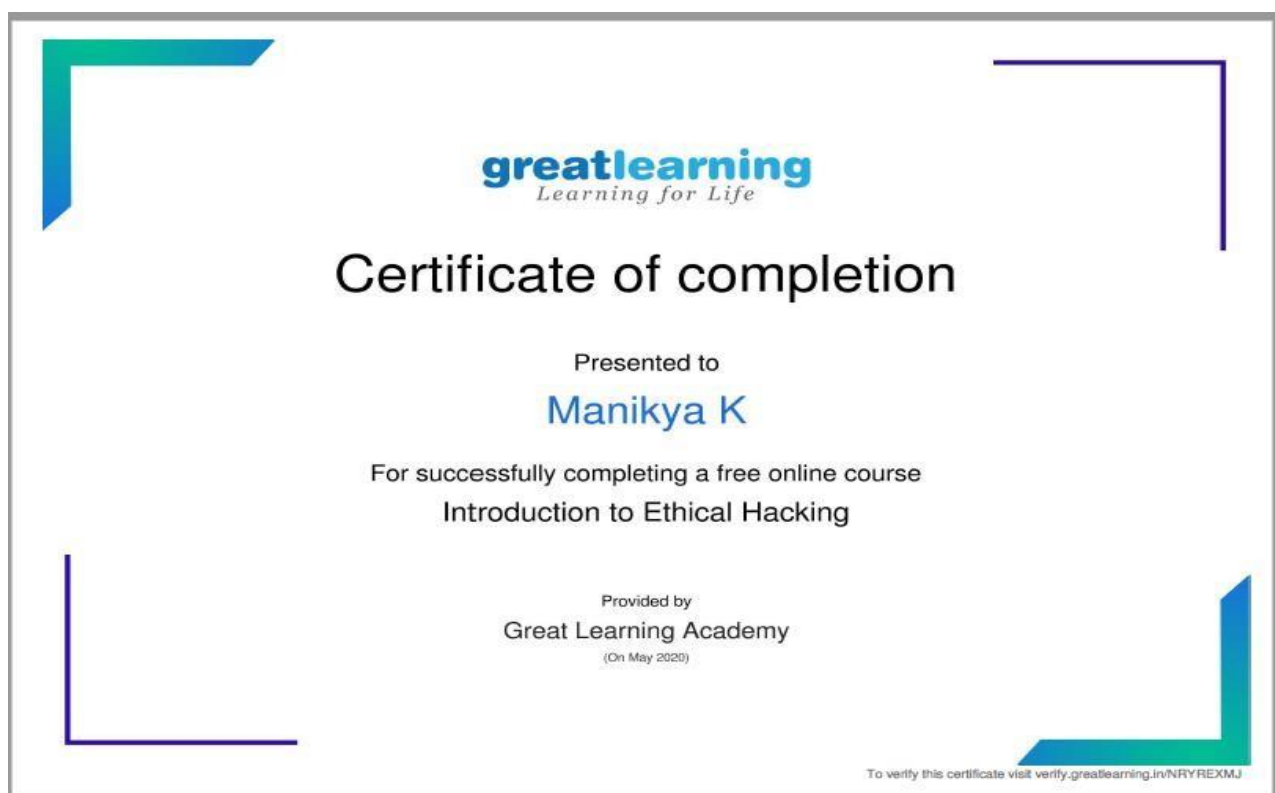 greatlearning
Learning for Life
Certificate of completion
Presented to
Manikya K
For successfully completing a free online course
Introduction to Ethical Hacking
Provided by
Great Learning Academy
(On May 2020)
To verify this certificate visit verify.greatlearning.in/NRYREXMJ